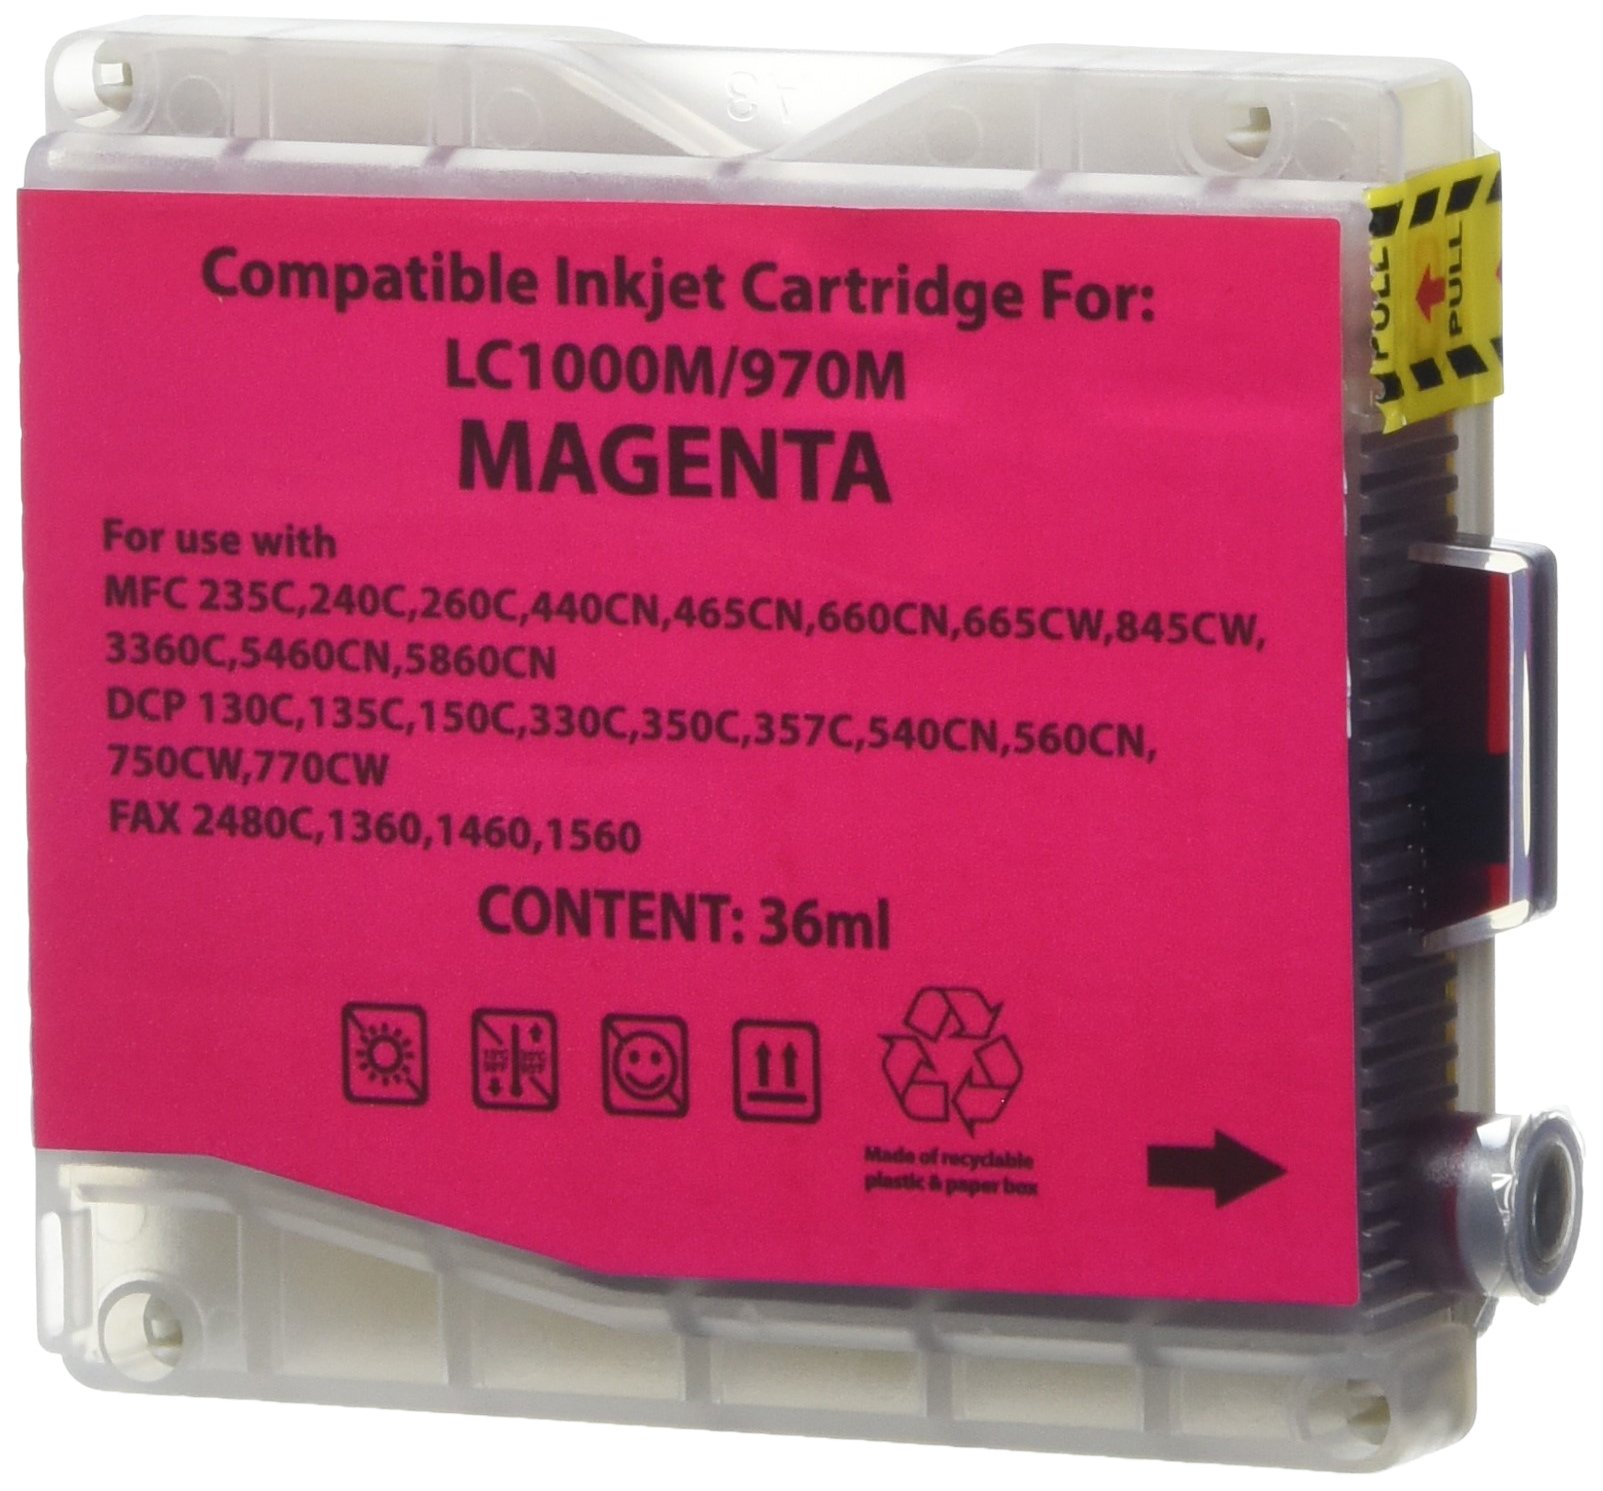 Compatible Inkjet Cartridge For:
LC1000M/970M
MAGENTA
For use with
MFC 235C,240C,260C,440CN,465CN,660CN,665CW,845CW,
3360C,5460CN,5860CN
DCP 130C,135C,150C,330C,350C,357C,540CN,560CN,
750CW,770CW
FAX 2480C,1360,1460,1560
CONTENT: 36ml
Made of recyclable
plastic & paper box
PULL
PULL